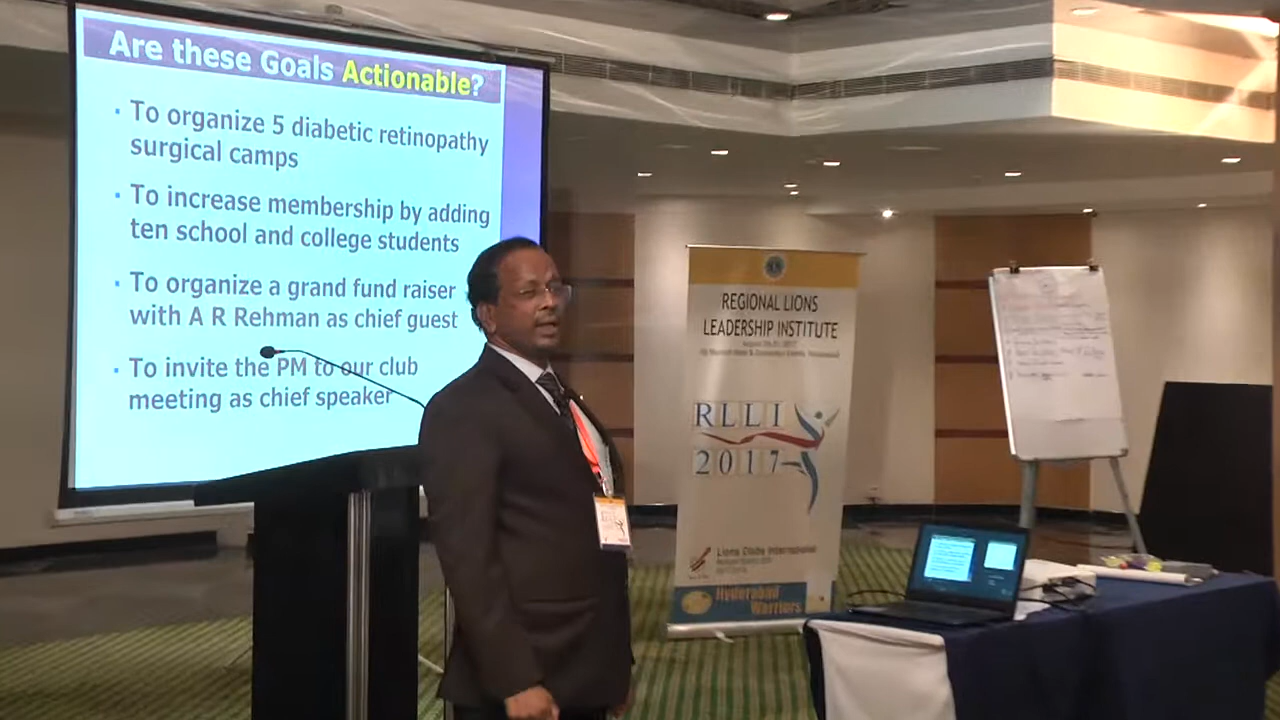 Are these Goals Actionable?
· To organize 5 diabetic retinopathy
surgical camps
· To increase membership by adding
ten school and college students
· To organize a grand fund raiser
with A R Rehman as chief guest
· To invite the PM to our club
meeting as chief speaker
REGIONAL LIONS
LEADERSHIP INSTITUTE
RLLI
2017
Lions Clubs International
Hyderabad
Warriors